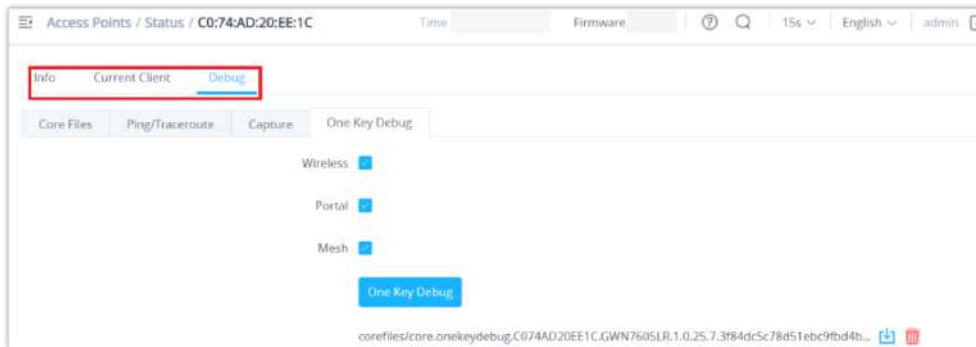 Access Points / Status / C0:74:AD:20:EE:1C Time Firmware 15s English admin
Info Current Client Debug
Core Files Ping/Traceroute Capture One Key Debug
Wireless
Portal
Mesh
One Key Debug
corefiles/core.onekeydebug.C074AD20EE1C.GWN7605LR.1.0.25.7.3f84dc5c78d51ebc9fbd4b...